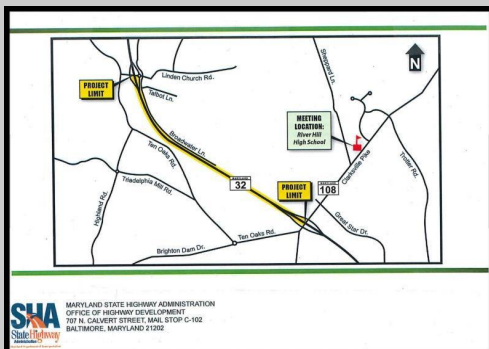 Sheppard Ln.
N
Linden Church Rd.
PROJECT
LIMIT
Talbot Ln.
MEETING
LOCATION:
River Hill
High School
Broadwater Ln.
Ten Oaks Rd.
Clarksville Pike
Trotter Rd.
Triadelphia Mill Rd.
MARYLAND
32
PROJECT
LIMIT
MARYLAND
108
Highland Rd.
Great Star Dr.
Ten Oaks Rd.
Brighton Dam Dr.
SHA
State Highway
MARYLAND STATE HIGHWAY ADMINISTRATION
OFFICE OF HIGHWAY DEVELOPMENT
707 N. CALVERT STREET, MAIL STOP C-102
BALTIMORE, MARYLAND 21202